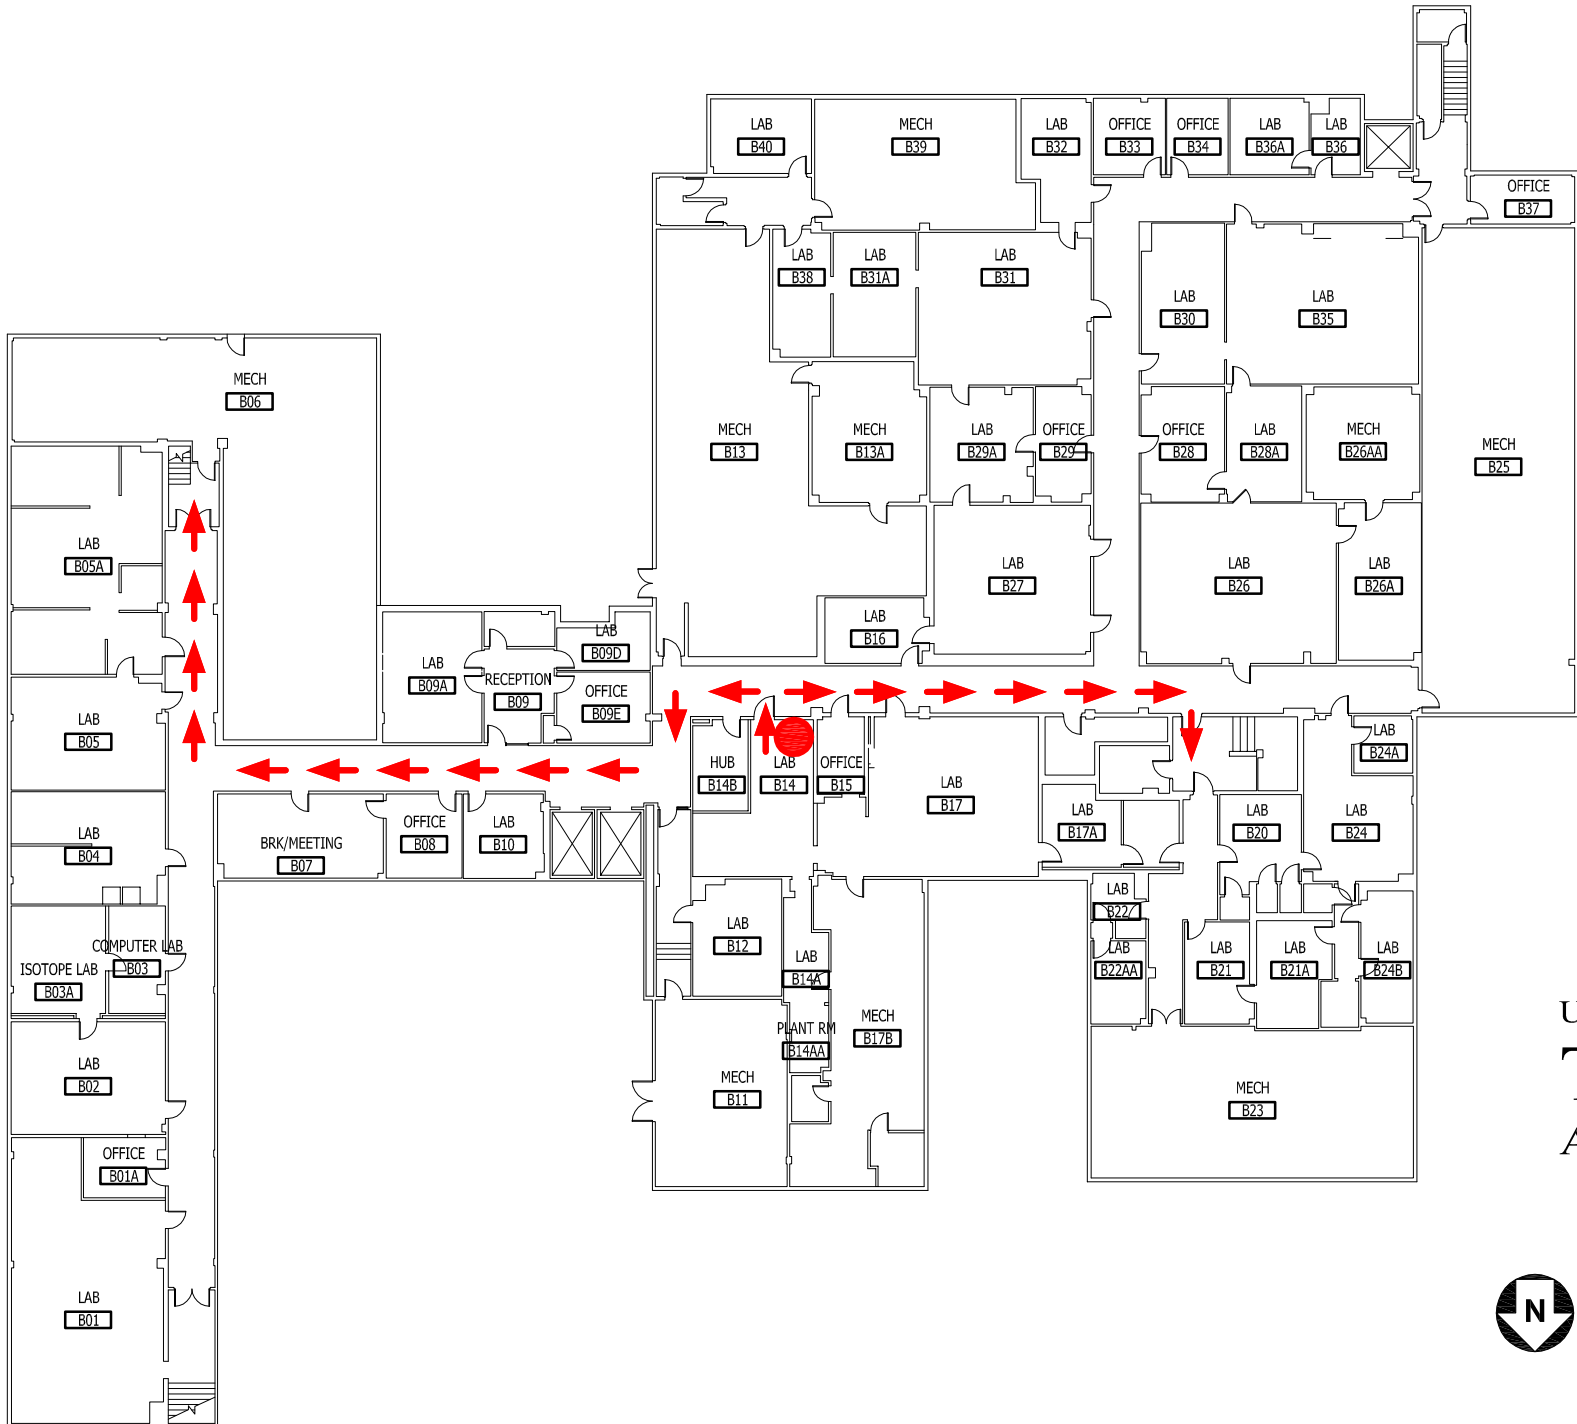 LAB
B40
MECH
B39
LAB
B32
OFFICE
B33
OFFICE
B34
LAB
B36A
LAB
B36
OFFICE
B37
LAB
B38
LAB
B31A
LAB
B31
LAB
B30
LAB
B35
MECH
B06
MECH
B13
MECH
B13A
LAB
B29A
OFFICE
B29
OFFICE
B28
LAB
B28A
MECH
B26AA
MECH
B25
LAB
B05A
LAB
B27
LAB
B26
LAB
B26A
LAB
B16
LAB
B09D
LAB
B09A
RECEPTION
B09
OFFICE
B09E
LAB
B05
HUB
B14B
LAB
B14
OFFICE
B15
LAB
B17
LAB
B24A
LAB
B04
BRK/MEETING
B07
OFFICE
B08
LAB
B10
LAB
B17A
LAB
B20
LAB
B24
LAB
B22
COMPUTER LAB
B03
ISOTOPE LAB
B03A
LAB
B12
LAB
B14A
LAB
B22AA
LAB
B21
LAB
B21A
LAB
B24B
PLANT RM
B14AA
MECH
B17B
LAB
B02
MECH
B11
MECH
B23
OFFICE
B01A
LAB
B01
N